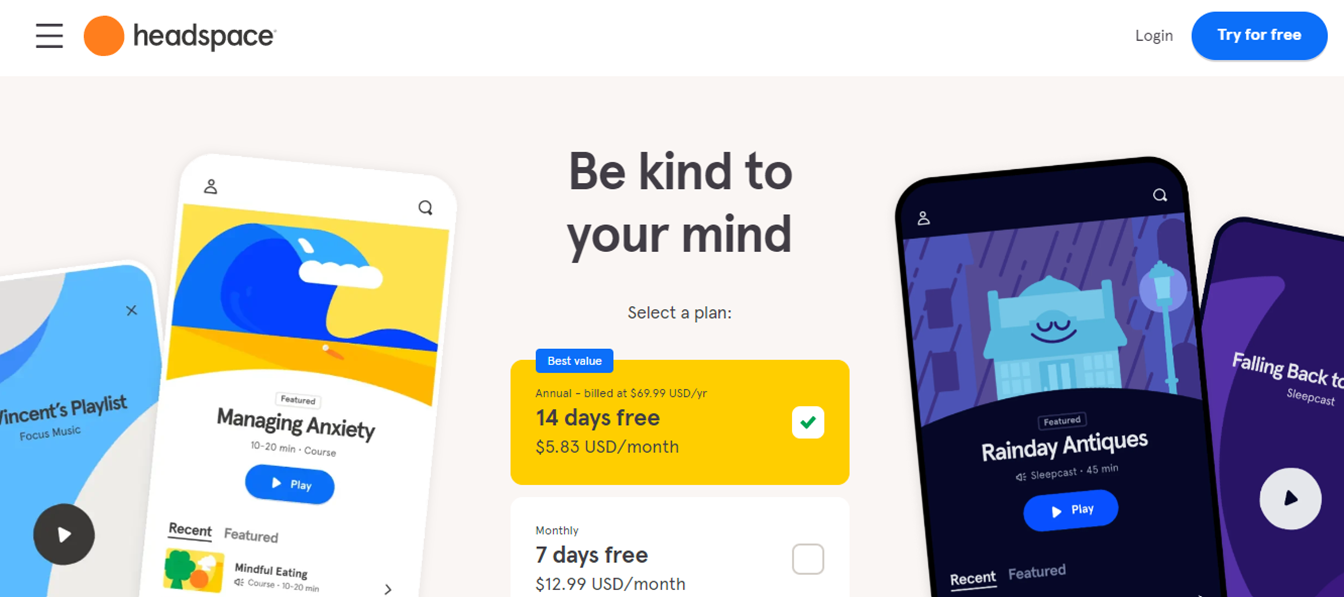 headspace
Login
Try for free
Be kind to
your mind
Select a plan:
Best value
Annual - billed at $69.99 USD/yr
14 days free
$5.83 USD/month
Monthly
7 days free
$12.99 USD/month
incent's Playlist
Focus Music
Featured
Managing Anxiety
10-20 min • Course
Play
Recent Featured
Mindful Eating
Course - 10-20 min
Featured
Rainday Antiques
Sleepcast • 45 min
Play
Recent Featured
Falling Back to
Sleepcast